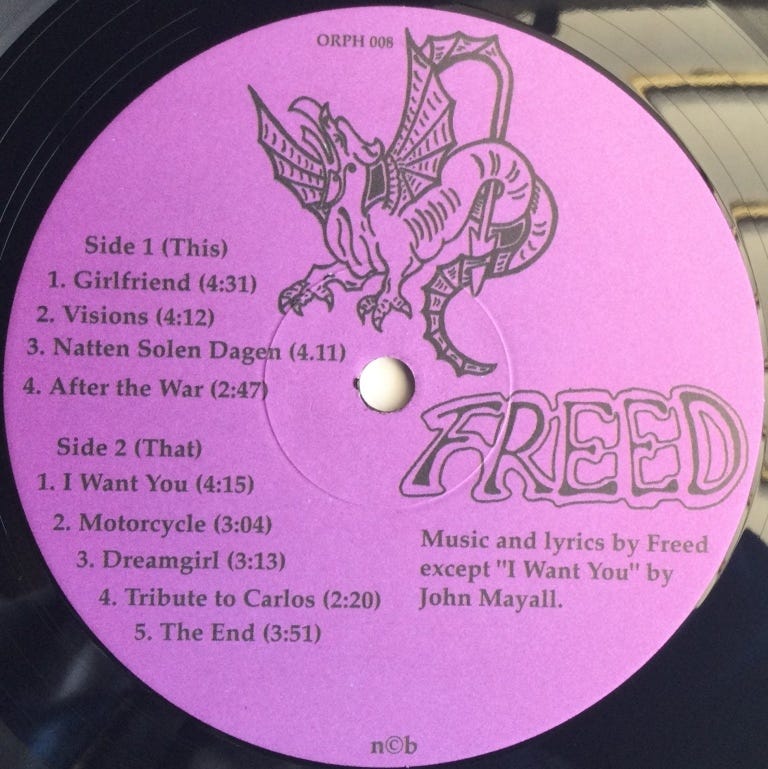 ORPH 008
Side 1 (This)
1. Girlfriend (4:31)
2. Visions (4:12)
3. Natten Solen Dagen (4.11)
4. After the War (2:47)
Side 2 (That)
1. I Want You (4:15)
2. Motorcycle (3:04)
3. Dreamgirl (3:13)
4. Tribute to Carlos (2:20)
5. The End (3:51)
FREED
Music and lyrics by Freed
except "I Want You" by
John Mayall.
n©b